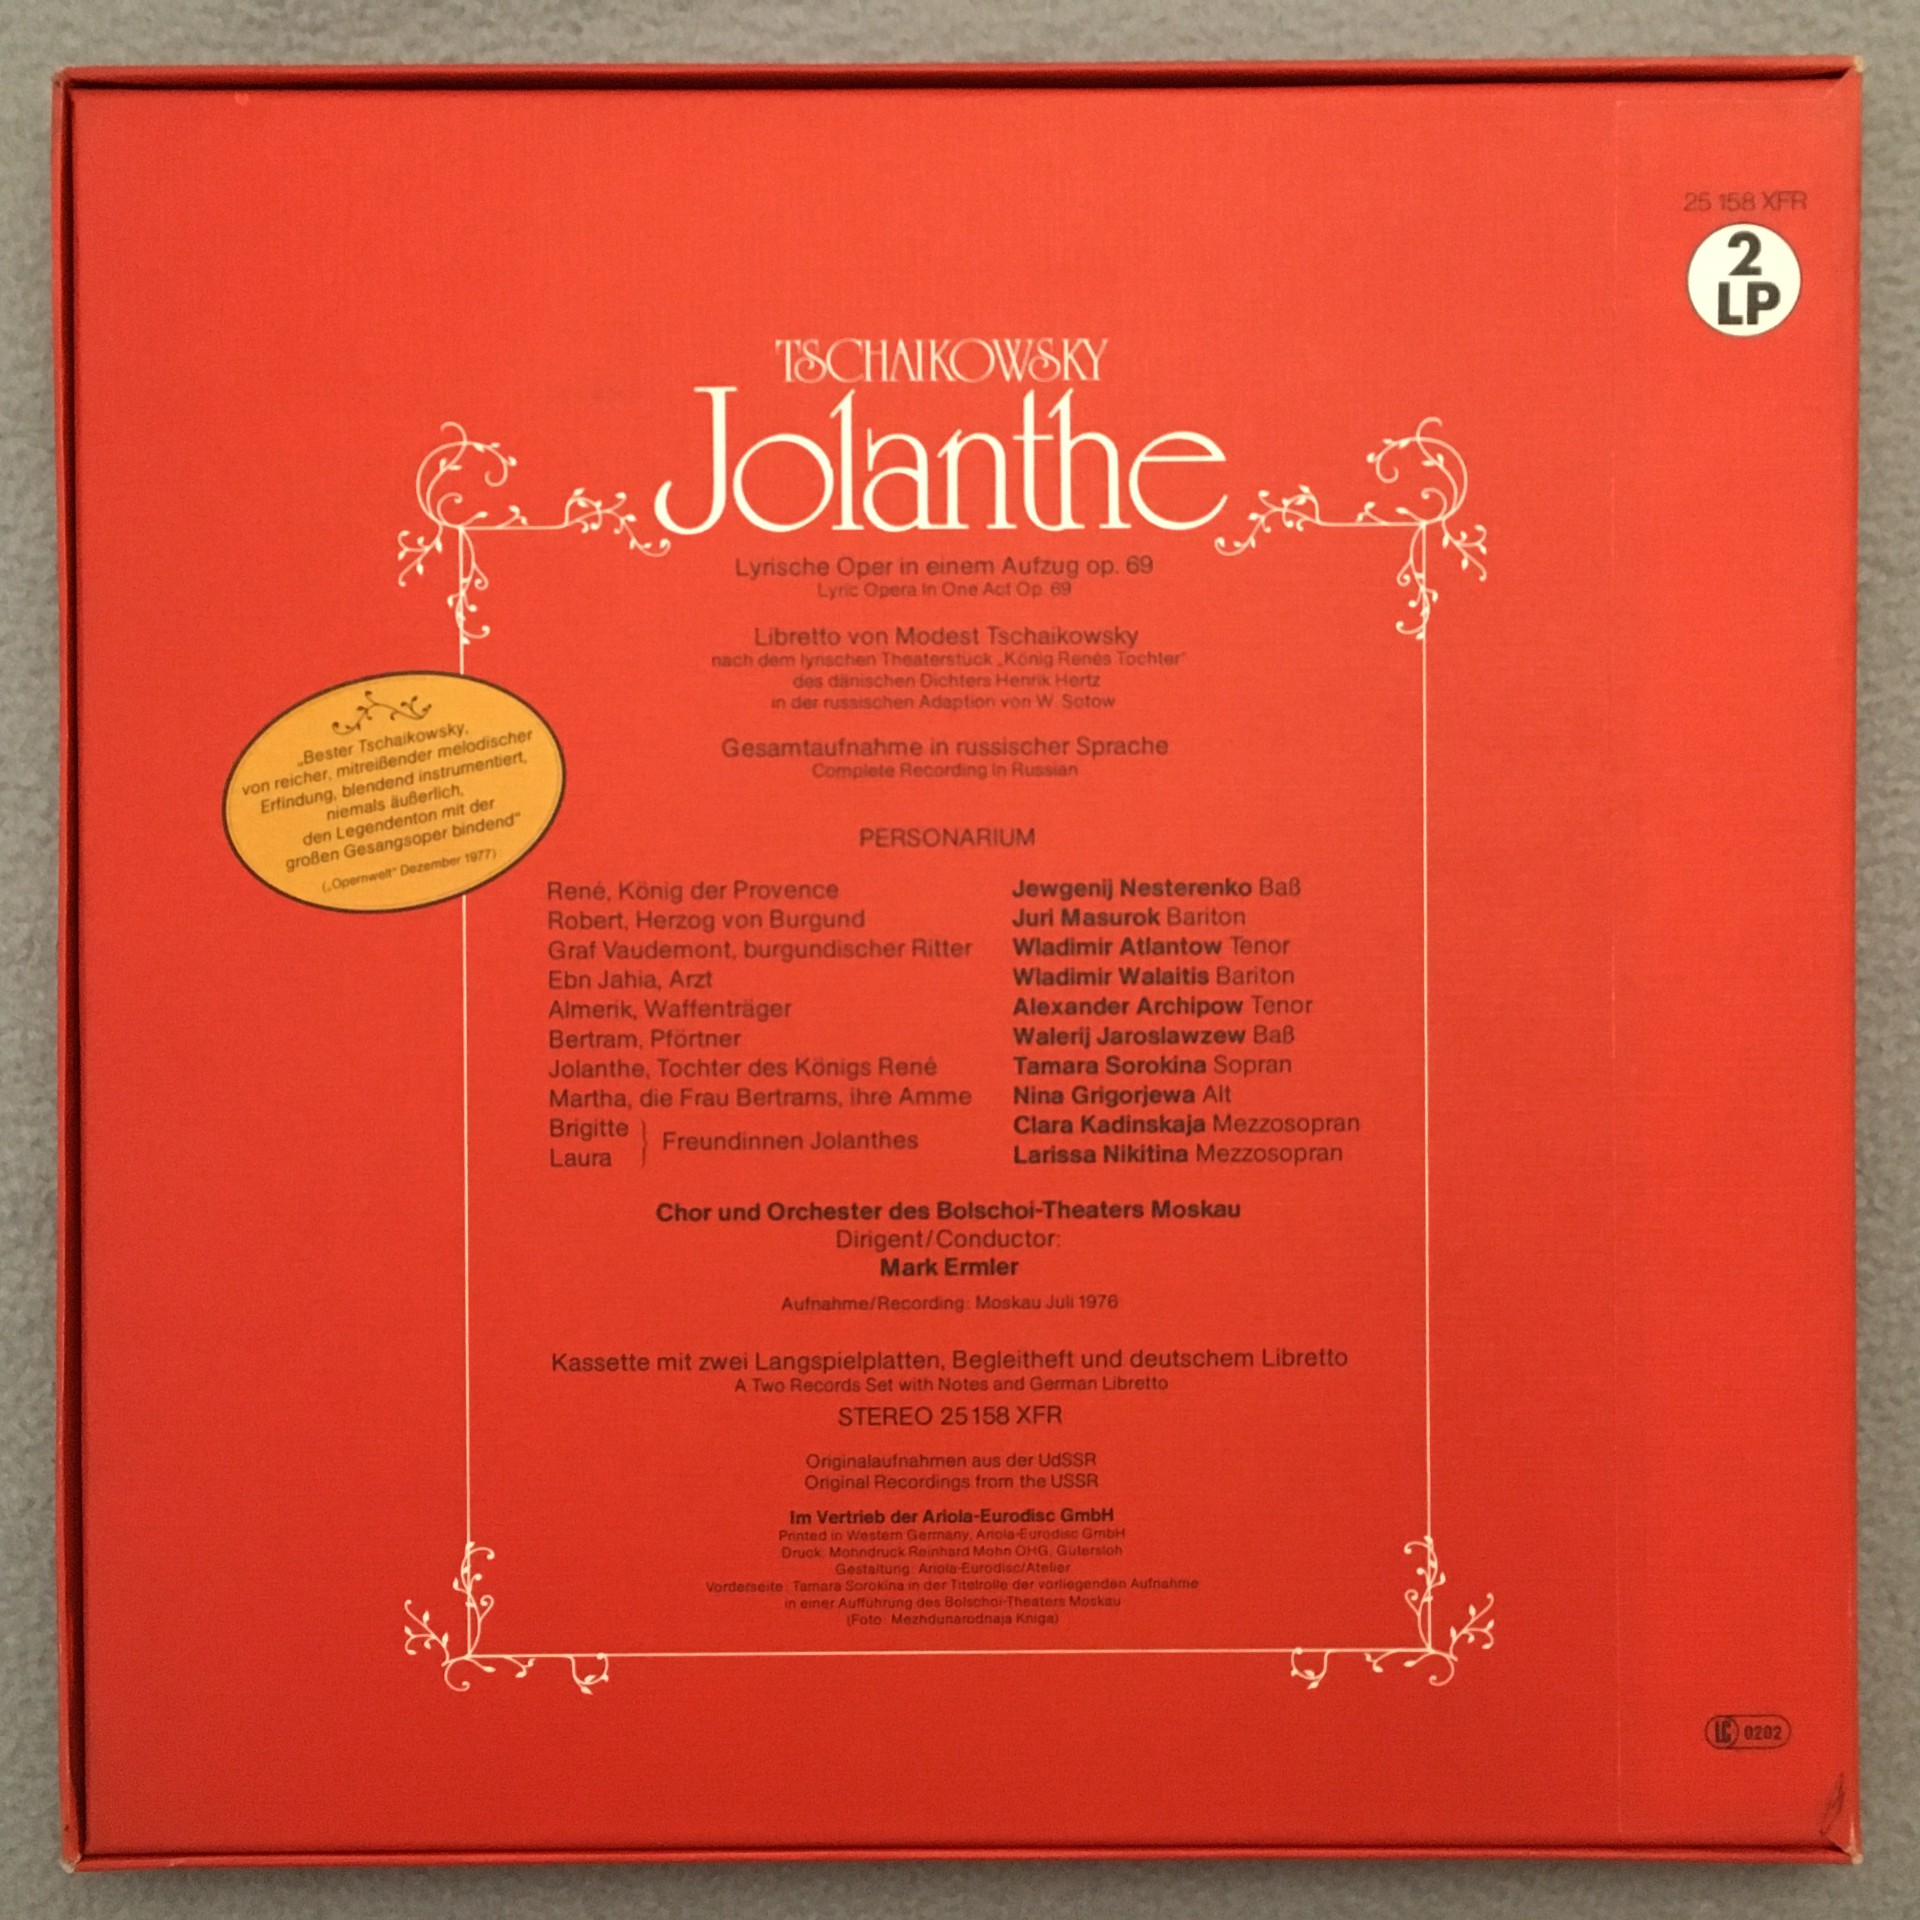 25 158 XFR
2
LP
TSCHAIKOWSKY
Jolanthe
Lyrische Oper in einem Aufzug op. 69
Lyric Opera In One Act Op. 69
Libretto von Modest Tschaikowsky
nach dem lyrischen Theaterstück „König Renés Tochter“
des dänischen Dichters Henrik Hertz
in der russischen Adaption von W. Sotow
Gesamtaufnahme in russischer Sprache
Complete Recording In Russian
„Bester Tschaikowsky,
von reicher, mitreißender melodischer
Erfindung, blendend instrumentiert,
niemals äußerlich,
den Legendenton mit der
großen Gesangsoper bindend“
(„Opernwelt“ Dezember 1977)
PERSONARIUM
René, König der Provence Jewgenij Nesterenko Baß
Robert, Herzog von Burgund Juri Masurok Bariton
Graf Vaudemont, burgundischer Ritter Wladimir Atlantow Tenor
Ebn Jahia, Arzt Wladimir Walaitis Bariton
Almerik, Waffenträger Alexander Archipow Tenor
Bertram, Pförtner Walerij Jaroslawzew Baß
Jolanthe, Tochter des Königs René Tamara Sorokina Sopran
Martha, die Frau Bertrams, ihre Amme Nina Grigorjewa Alt
Brigitte Clara Kadinskaja Mezzosopran
Freundinnen Jolanthes
Laura Larissa Nikitina Mezzosopran
Chor und Orchester des Bolschoi-Theaters Moskau
Dirigent/Conductor:
Mark Ermler
Aufnahme/Recording: Moskau Juli 1976
Kassette mit zwei Langspielplatten, Begleitheft und deutschem Libretto
A Two Records Set with Notes and German Libretto
STEREO 25 158 XFR
Originalaufnahmen aus der UdSSR
Original Recordings from the USSR
Im Vertrieb der Ariola-Eurodisc GmbH
Printed in Western Germany, Ariola-Eurodisc GmbH
Druck: Mohndruck Reinhard Mohn OHG, Gütersloh
Gestaltung: Ariola-Eurodisc/Atelier
Vorderseite: Tamara Sorokina in der Titelrolle der vorliegenden Aufnahme
in einer Aufführung des Bolschoi-Theaters Moskau
(Foto: Mezhdunarodnaja Kniga)
LC 0202